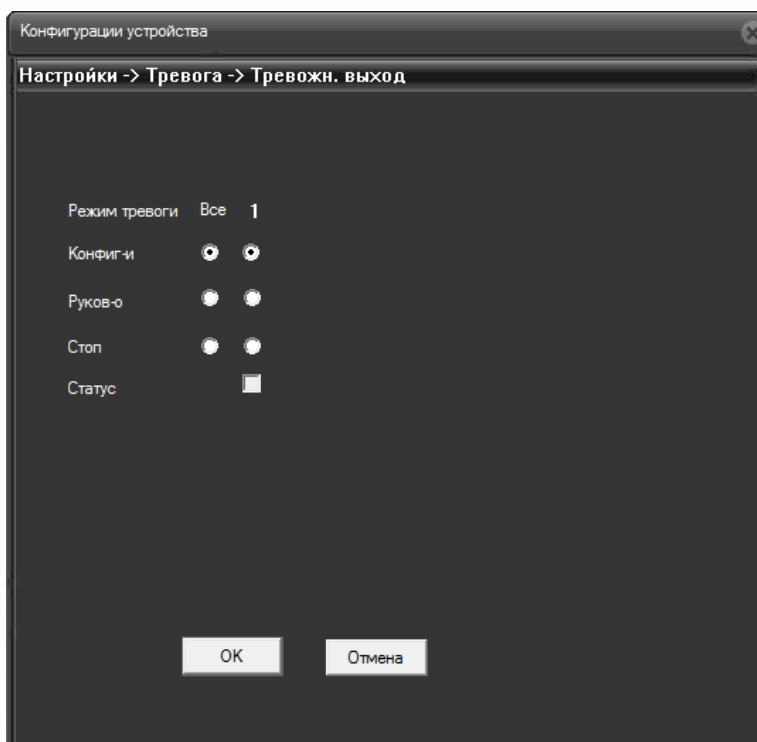 Конфигурации устройства
Настройки -> Тревога -> Тревожн. выход
Режим тревоги Все 1
Конфиг-и
Руков-о
Стоп
Статус
OK Отмена